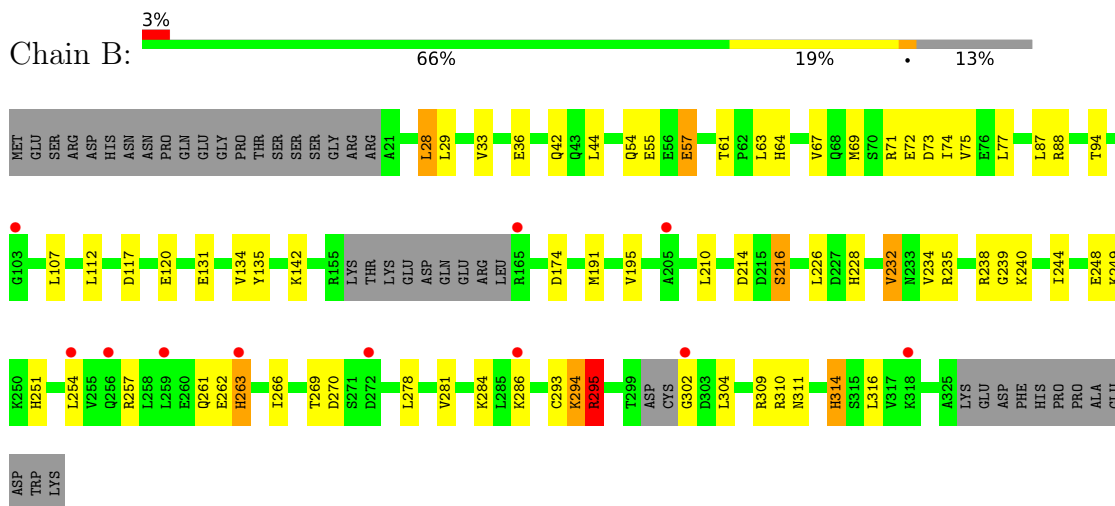 3%
Chain B:
66% 19% • 13%
MET GLU SER ARG ASP HIS ASN ASN PRO GLN GLU GLY PRO THR SER SER SER GLY ARG ARG A21 L28 L29 V33 E36 Q42 Q43 L44 Q54 E55 E56 E57 T61 P62 L63 H64 V67 Q68 M69 S70 R71 E72 D73 I74 V75 E76 L77 L87 R88 T94
G103 L107 L112 D117 E120 E131 V134 Y135 K142 R155 LYS THR LYS GLU ASP GLN GLU ARG LEU R165 D174 M191 V195 A205 L210 D214 D215 S216 L226 D227 H228 V232 N233 V234 R235 R238 G239 K240 I244 E248 K249
K250 H251 L254 V255 Q256 R257 L258 L259 E260 Q261 E262 H263 I266 T269 D270 S271 D272 L278 V281 K284 L285 K286 C293 K294 R295 T299 ASP CYS G302 D303 L304 R309 R310 N311 H314 S315 L316 V317 K318 A325 LYS GLU ASP PHE HIS PRO PRO ALA GLU
ASP TRP LYS